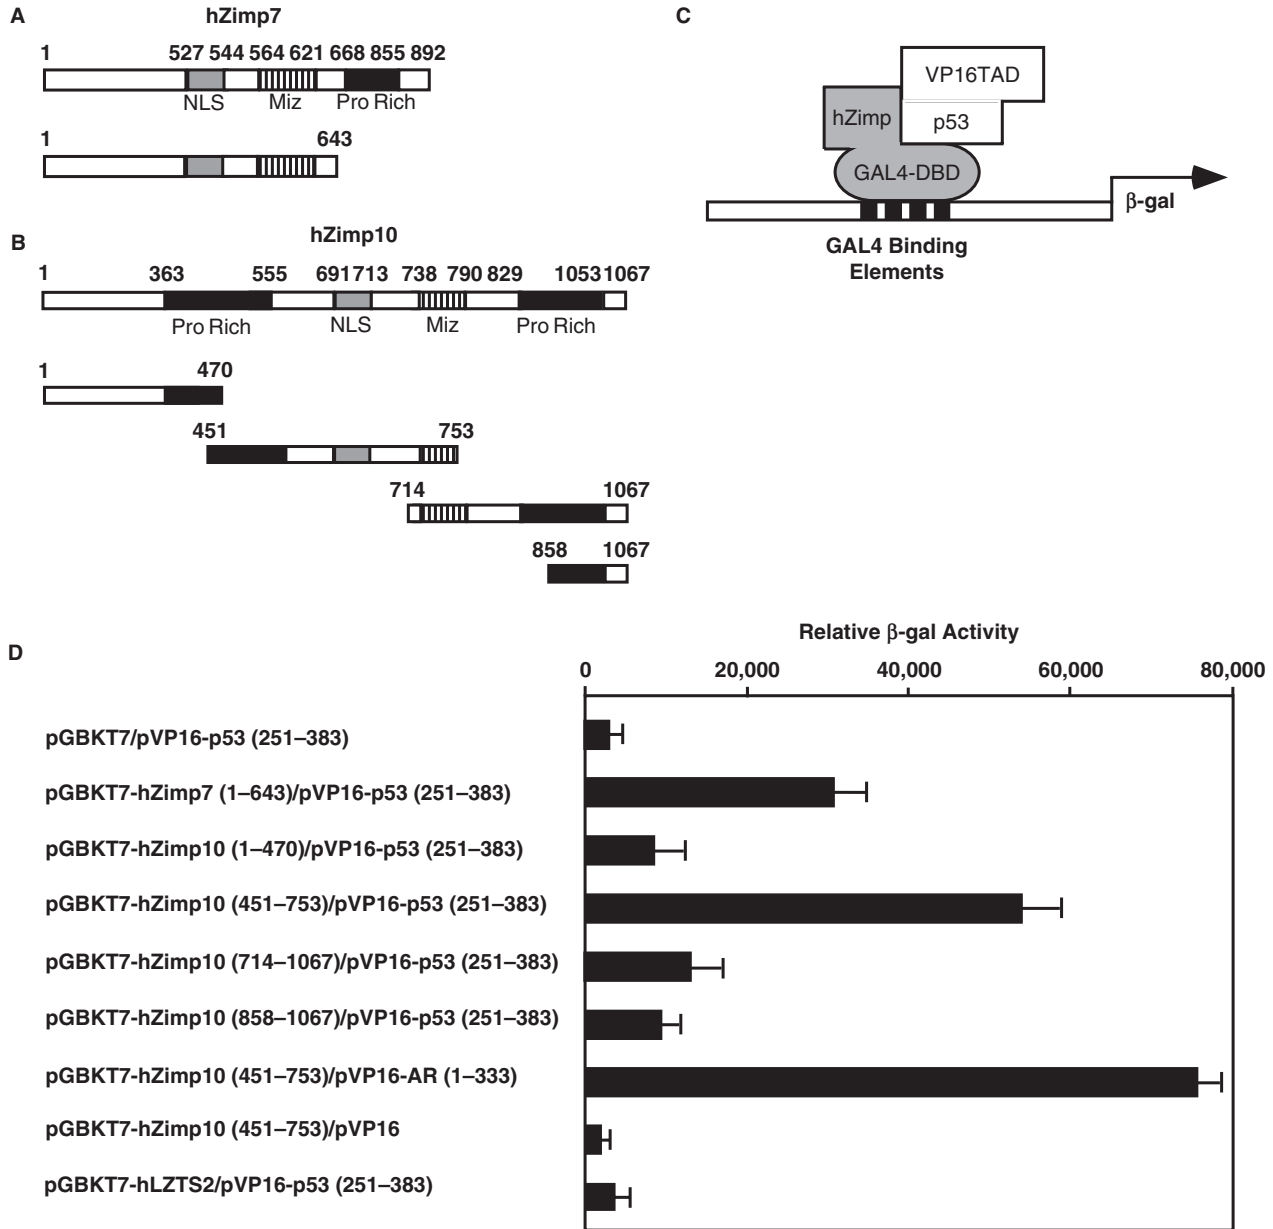 A
hZimp7
1 527 544 564 621 668 855 892
NLS Miz Pro Rich
1 643
B
hZimp10
1 363 555 691 713 738 790 829 1053 1067
Pro Rich NLS Miz Pro Rich
1 470
451 753
714 1067
858 1067
C
VP16TAD
hZimp p53
GAL4-DBD
β-gal
GAL4 Binding
Elements
D
Relative β-gal Activity
0 20,000 40,000 60,000 80,000
pGBKT7/pVP16-p53 (251–383)
pGBKT7-hZimp7 (1–643)/pVP16-p53 (251–383)
pGBKT7-hZimp10 (1–470)/pVP16-p53 (251–383)
pGBKT7-hZimp10 (451–753)/pVP16-p53 (251–383)
pGBKT7-hZimp10 (714–1067)/pVP16-p53 (251–383)
pGBKT7-hZimp10 (858–1067)/pVP16-p53 (251–383)
pGBKT7-hZimp10 (451–753)/pVP16-AR (1–333)
pGBKT7-hZimp10 (451–753)/pVP16
pGBKT7-hLZTS2/pVP16-p53 (251–383)